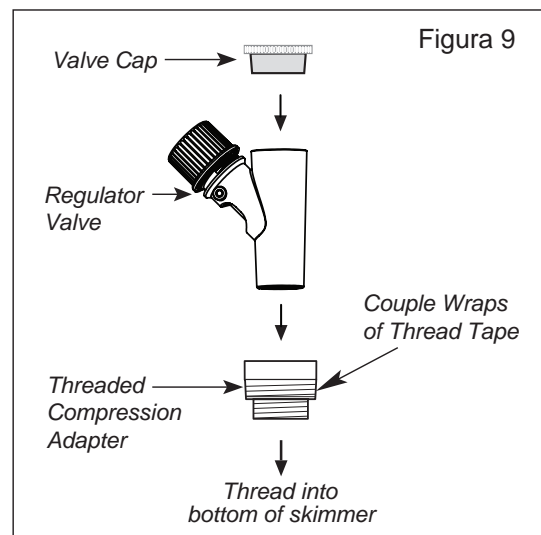 Figura 9
Valve Cap
Regulator
Valve
Couple Wraps
of Thread Tape
Threaded
Compression
Adapter
Thread into
bottom of skimmer